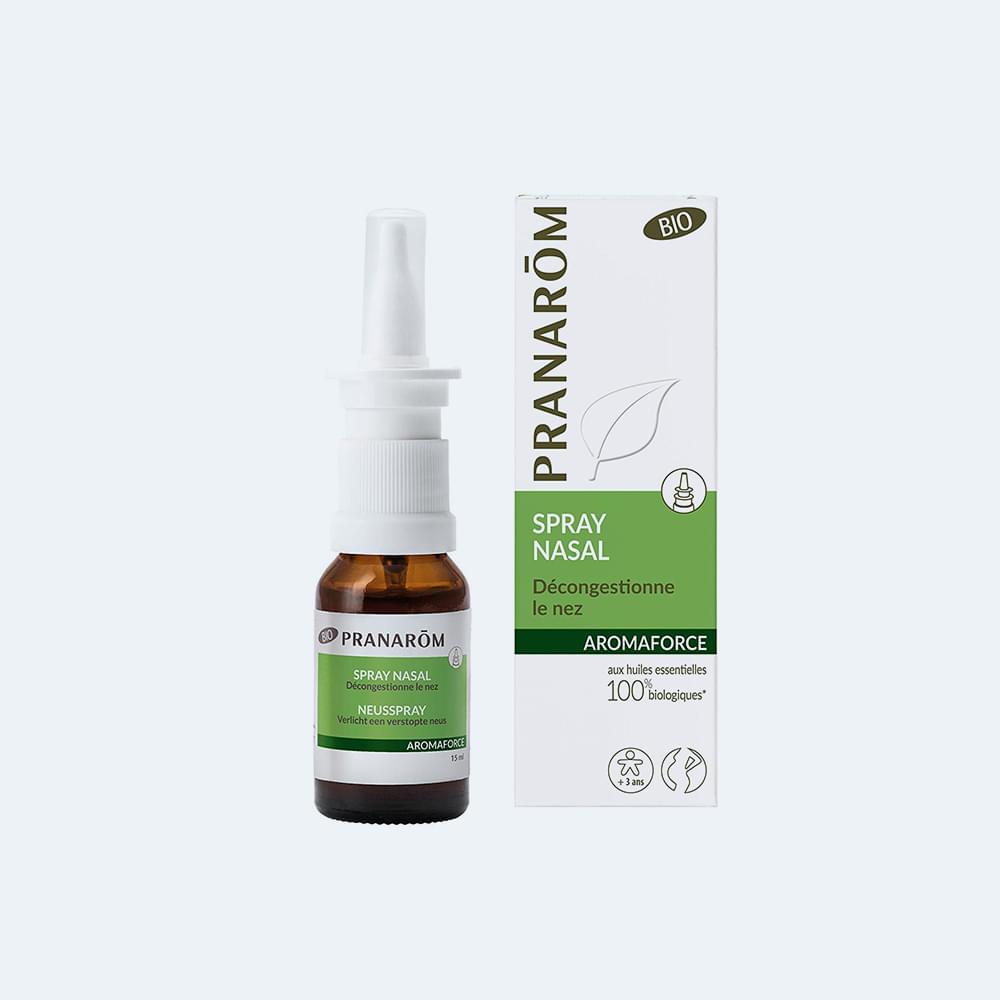 BIO PRANARŌM
SPRAY NASAL
Décongestionne le nez
NEUSSPRAY
Verlicht een verstopte neus
AROMAFORCE
15 ml
PRANARŌM
BIO
SPRAY
NASAL
Décongestionne
le nez
AROMAFORCE
aux huiles essentielles
100% biologiques*
+ 3 ans